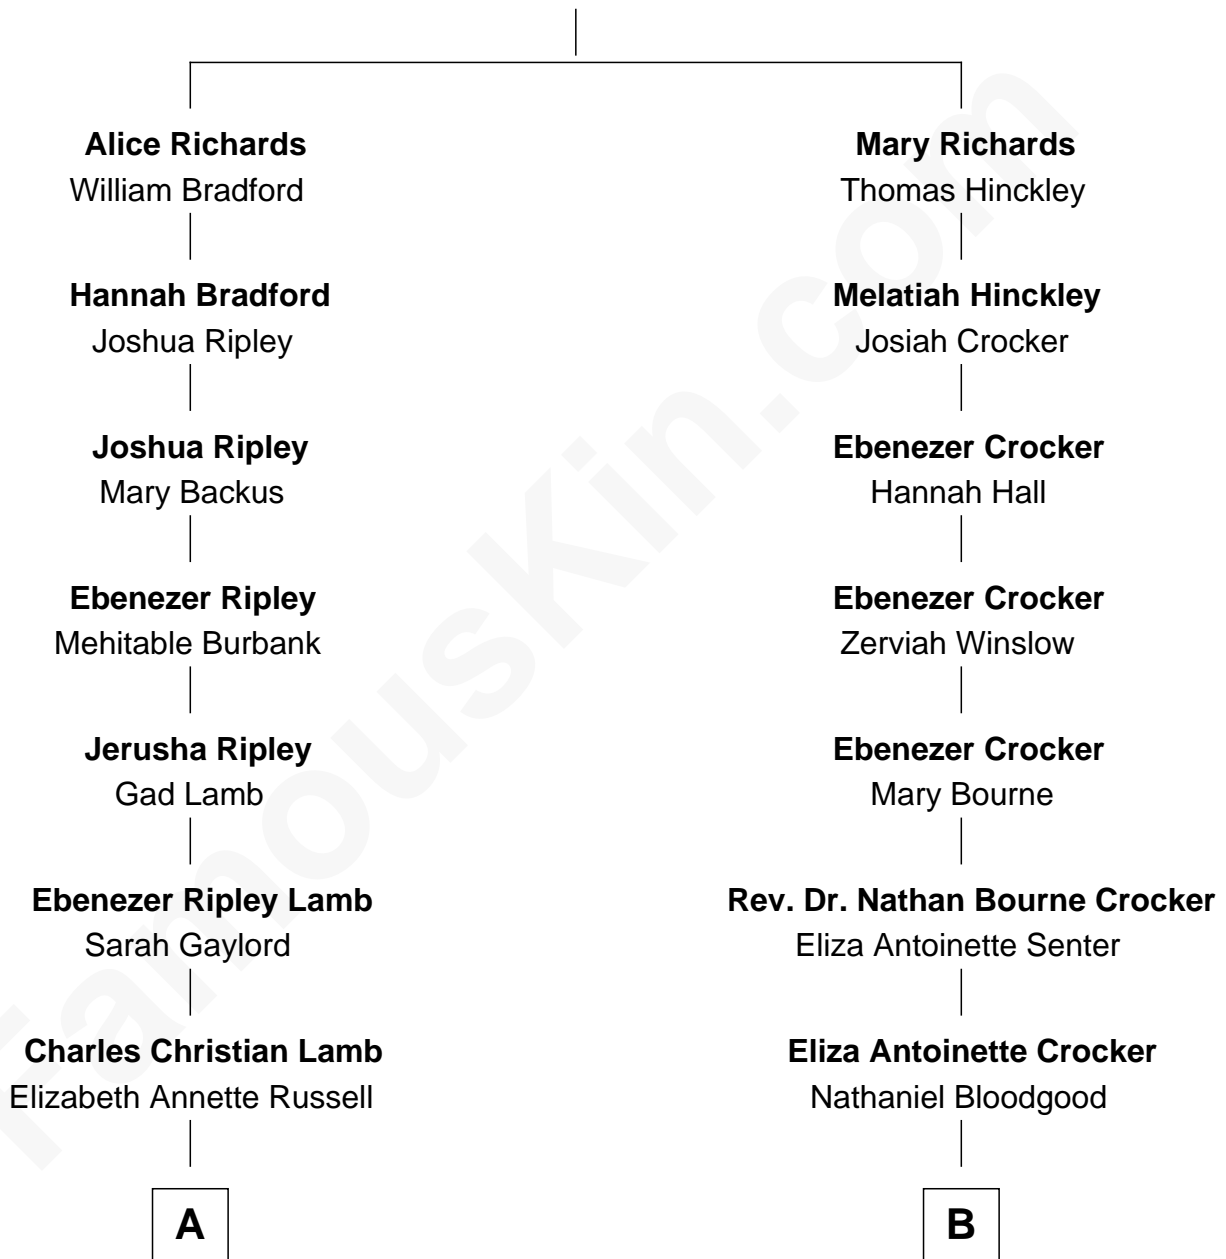 Alice Richards
William Bradford
Hannah Bradford
Joshua Ripley
Joshua Ripley
Mary Backus
Ebenezer Ripley
Mehitable Burbank
Jerusha Ripley
Gad Lamb
Ebenezer Ripley Lamb
Sarah Gaylord
Charles Christian Lamb
Elizabeth Annette Russell
A
Mary Richards
Thomas Hinckley
Melatiah Hinckley
Josiah Crocker
Ebenezer Crocker
Hannah Hall
Ebenezer Crocker
Zerviah Winslow
Ebenezer Crocker
Mary Bourne
Rev. Dr. Nathan Bourne Crocker
Eliza Antoinette Senter
Eliza Antoinette Crocker
Nathaniel Bloodgood
B
FamousKin.com